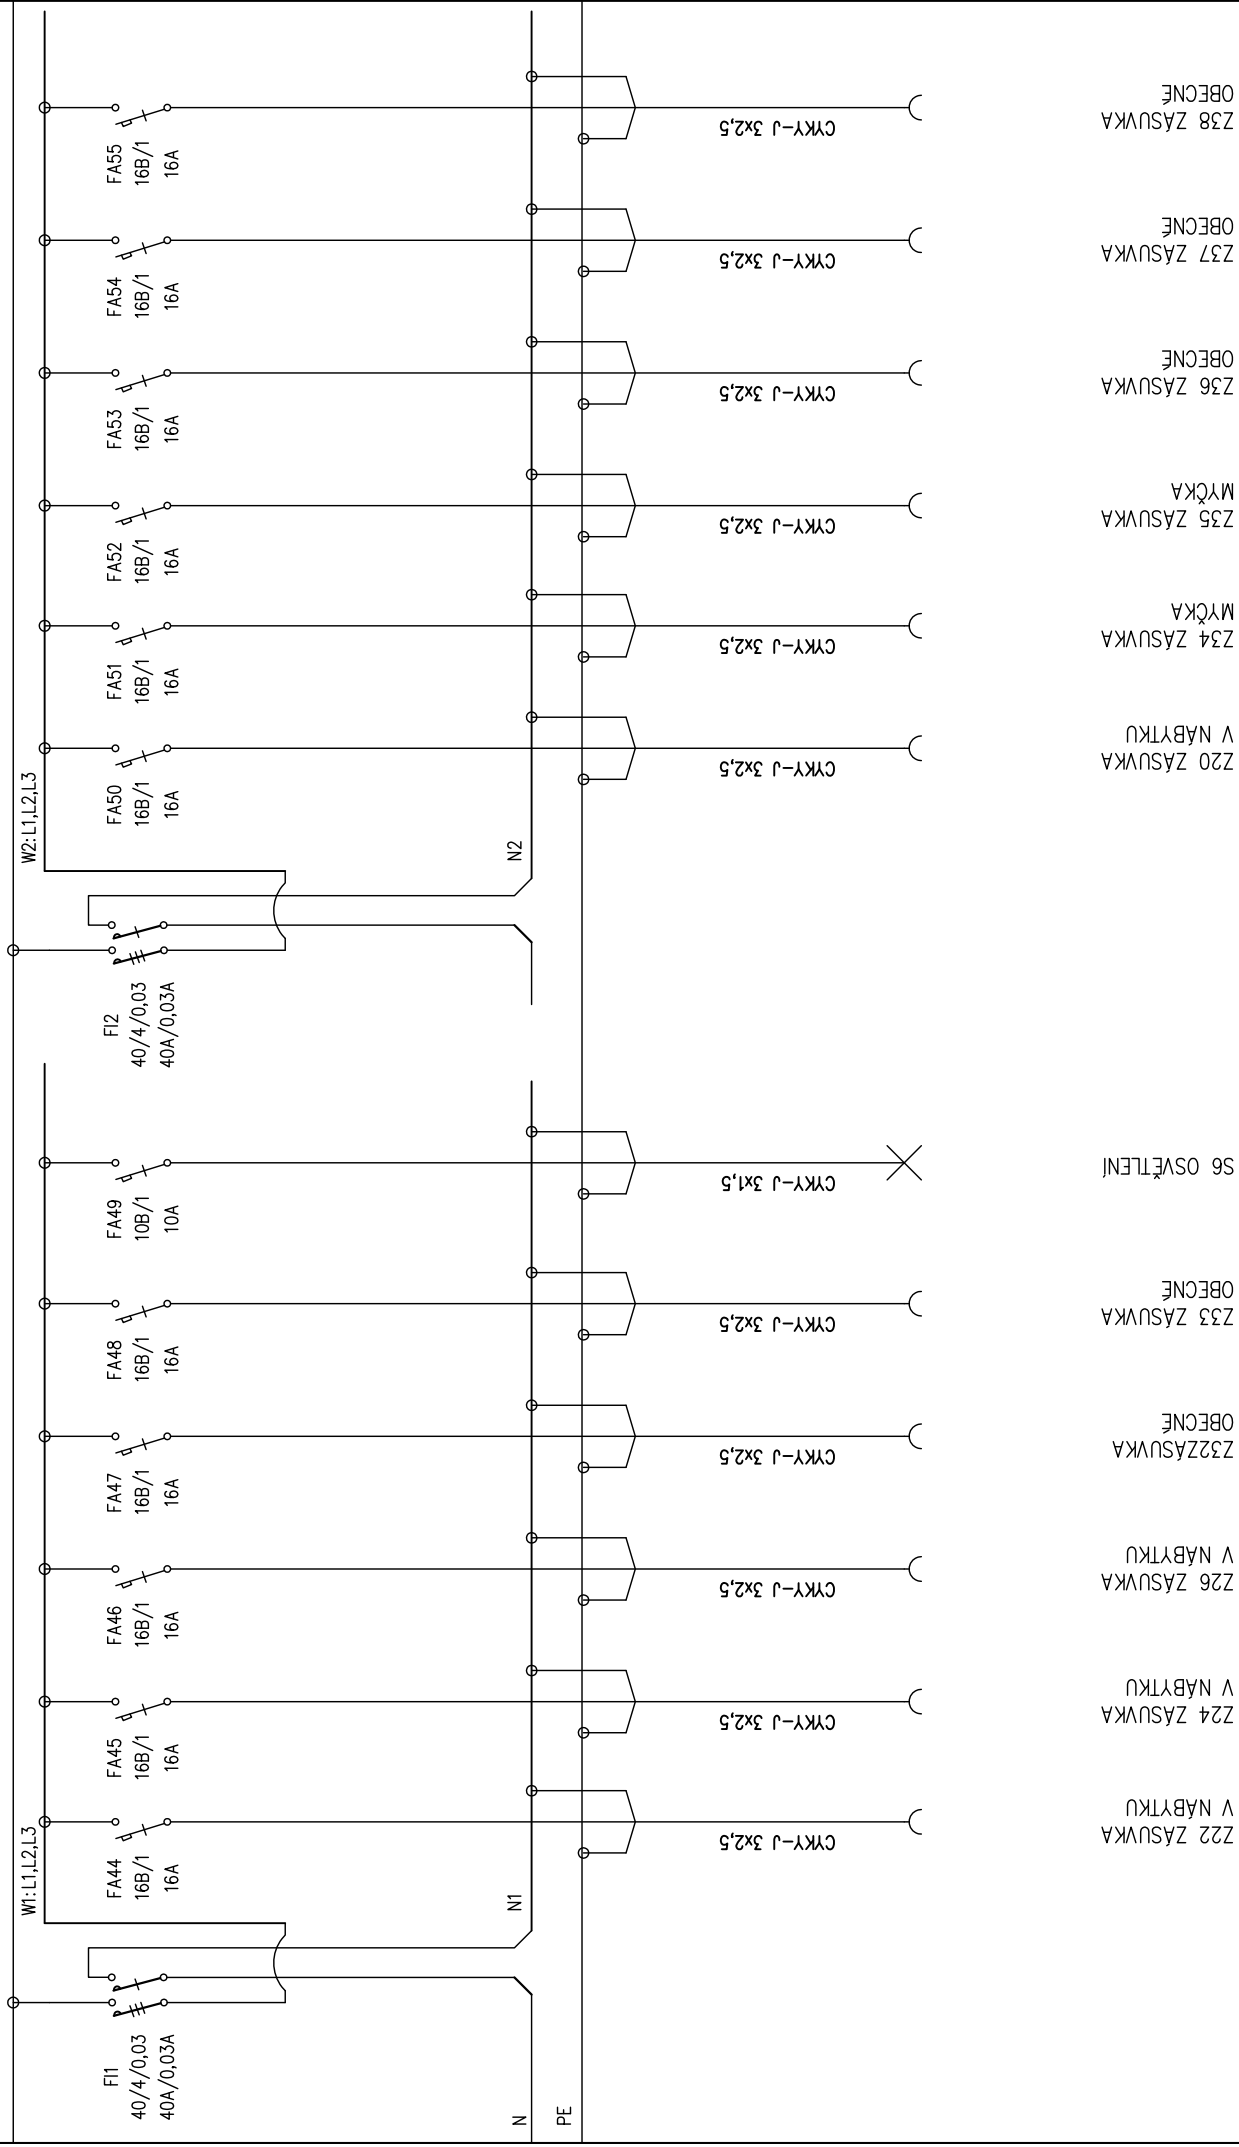 FI1
40/4/0,03
40A/0,03A
N
PE
W1:L1,L2,L3
N1
FA44
16B/1
16A
CYKY-J 3x2,5
Z22 ZÁSUVKA
V NÁBYTKU
FA45
16B/1
16A
CYKY-J 3x2,5
Z24 ZÁSUVKA
V NÁBYTKU
FA46
16B/1
16A
CYKY-J 3x2,5
Z26 ZÁSUVKA
V NÁBYTKU
FA47
16B/1
16A
CYKY-J 3x2,5
Z32ZÁSUVKA
OBECNÉ
FA48
16B/1
16A
CYKY-J 3x2,5
Z33 ZÁSUVKA
OBECNÉ
FA49
10B/1
10A
CYKY-J 3x1,5
S6 OSVĚTLENÍ
FI2
40/4/0,03
40A/0,03A
W2:L1,L2,L3
N2
FA50
16B/1
16A
CYKY-J 3x2,5
Z20 ZÁSUVKA
V NÁBYTKU
FA51
16B/1
16A
CYKY-J 3x2,5
Z34 ZÁSUVKA
MYČKA
FA52
16B/1
16A
CYKY-J 3x2,5
Z35 ZÁSUVKA
MYČKA
FA53
16B/1
16A
CYKY-J 3x2,5
Z36 ZÁSUVKA
OBECNÉ
FA54
16B/1
16A
CYKY-J 3x2,5
Z37 ZÁSUVKA
OBECNÉ
FA55
16B/1
16A
CYKY-J 3x2,5
Z38 ZÁSUVKA
OBECNÉ